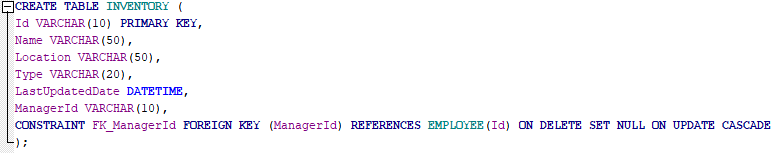 CREATE TABLE INVENTORY (
Id VARCHAR(10) PRIMARY KEY,
Name VARCHAR(50),
Location VARCHAR(50),
Type VARCHAR(20),
LastUpdatedDate DATETIME,
ManagerId VARCHAR(10),
CONSTRAINT FK_ManagerId FOREIGN KEY (ManagerId) REFERENCES EMPLOYEE(Id) ON DELETE SET NULL ON UPDATE CASCADE
);